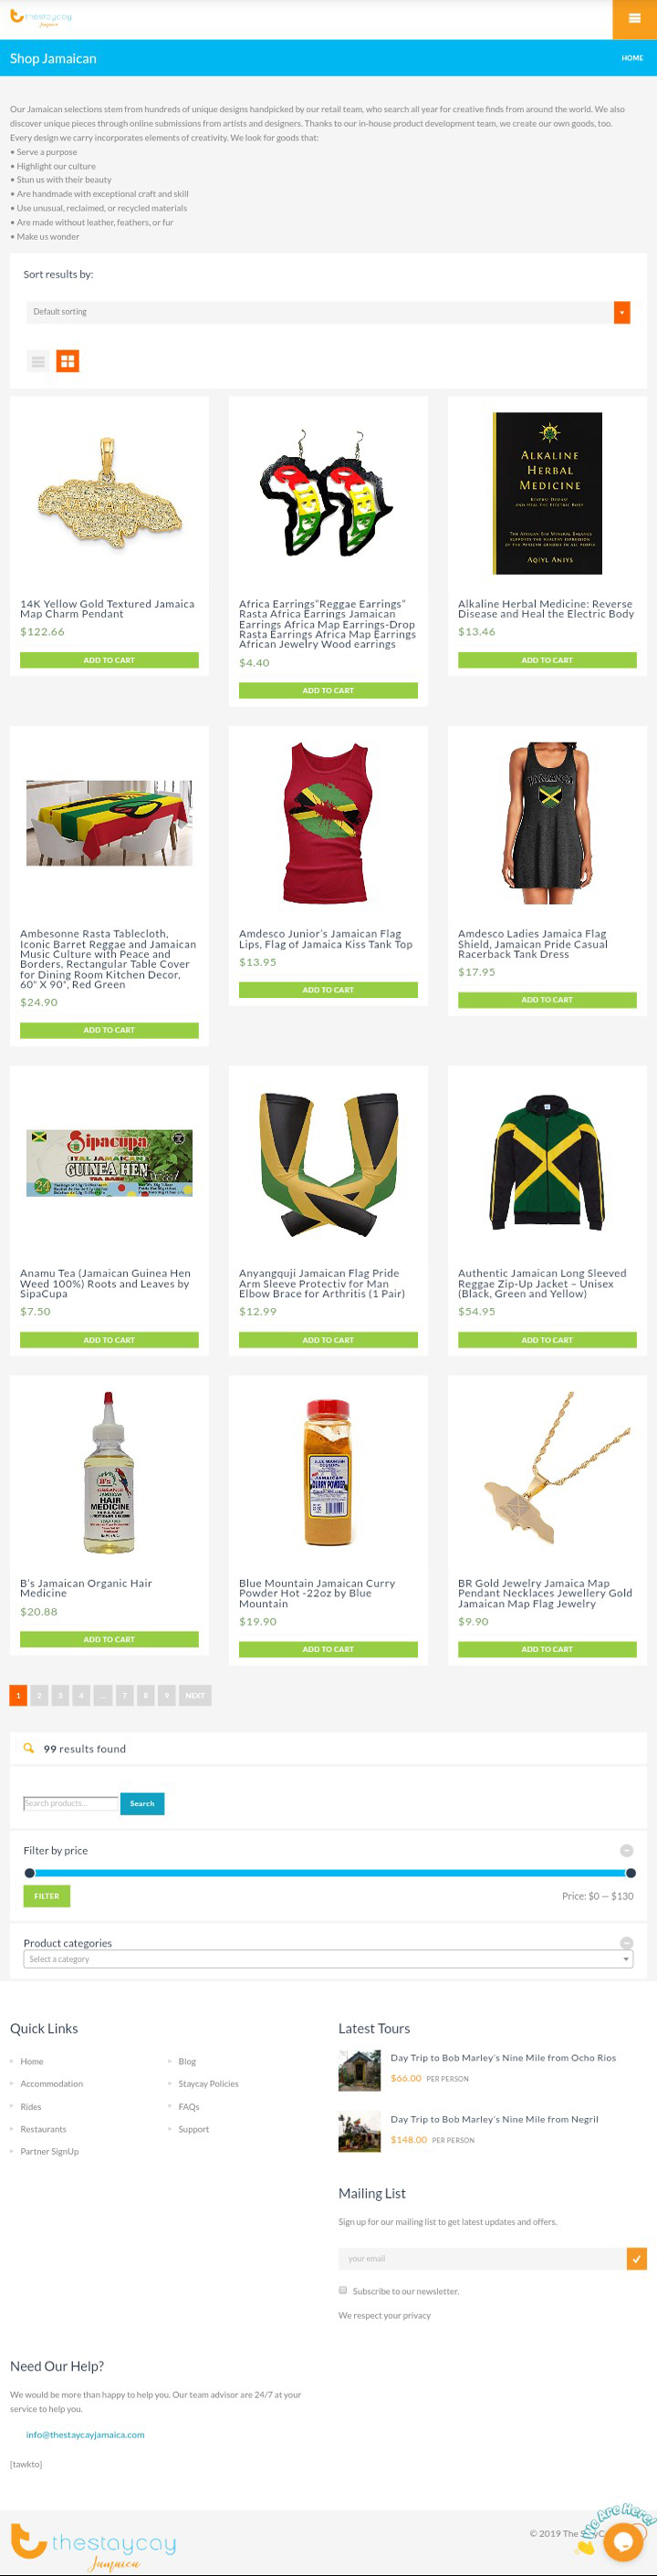 thestaycay
Jamaica
Shop Jamaican
HOME
Our Jamaican selections stem from hundreds of unique designs handpicked by our retail team, who search all year for creative finds from around the world. We also
discover unique pieces through online submissions from artists and designers. Thanks to our in-house product development team, we create our own goods, too.
Every design we carry incorporates elements of creativity. We look for goods that:
• Serve a purpose
• Highlight our culture
• Stun us with their beauty
• Are handmade with exceptional craft and skill
• Use unusual, reclaimed, or recycled materials
• Are made without leather, feathers, or fur
• Make us wonder
Sort results by:
Default sorting
ALKALINE
HERBAL
MEDICINE
REVERSE DISEASE
AND HEAL THE ELECTRIC BODY
AQIYL ANIYS
14K Yellow Gold Textured Jamaica
Map Charm Pendant
$122.66
ADD TO CART
Africa Earrings"Reggae Earrings"
Rasta Africa Earrings Jamaican
Earrings Africa Map Earrings-Drop
Rasta Earrings Africa Map Earrings
African Jewelry Wood earrings
$4.40
ADD TO CART
Alkaline Herbal Medicine: Reverse
Disease and Heal the Electric Body
$13.46
ADD TO CART
JAMAICA
Ambesonne Rasta Tablecloth,
Iconic Barret Reggae and Jamaican
Music Culture with Peace and
Borders, Rectangular Table Cover
for Dining Room Kitchen Decor,
60" X 90", Red Green
$24.90
ADD TO CART
Amdesco Junior's Jamaican Flag
Lips, Flag of Jamaica Kiss Tank Top
$13.95
ADD TO CART
Amdesco Ladies Jamaica Flag
Shield, Jamaican Pride Casual
Racerback Tank Dress
$17.95
ADD TO CART
Sipacupa
ITAL JAMAICAN
GUINEA HEN
TEA BAGS
24
Anamu Tea (Jamaican Guinea Hen
Weed 100%) Roots and Leaves by
SipaCupa
$7.50
ADD TO CART
Anyangquji Jamaican Flag Pride
Arm Sleeve Protectiv for Man
Elbow Brace for Arthritis (1 Pair)
$12.99
ADD TO CART
Authentic Jamaican Long Sleeved
Reggae Zip-Up Jacket – Unisex
(Black, Green and Yellow)
$54.95
ADD TO CART
B's
HAIR
MEDICINE
JAMAICAN
CURRY POWDER
B's Jamaican Organic Hair
Medicine
$20.88
ADD TO CART
Blue Mountain Jamaican Curry
Powder Hot -22oz by Blue
Mountain
$19.90
ADD TO CART
BR Gold Jewelry Jamaica Map
Pendant Necklaces Jewellery Gold
Jamaican Map Flag Jewelry
$9.90
ADD TO CART
1 2 3 4 ... 7 8 9 NEXT
99 results found
Search products...
Search
Filter by price
FILTER
Price: $0 — $130
Product categories
Select a category
Quick Links
Home
Accommodation
Rides
Restaurants
Partner SignUp
Blog
Staycay Policies
FAQs
Support
Latest Tours
Day Trip to Bob Marley's Nine Mile from Ocho Rios
$66.00 PER PERSON
Day Trip to Bob Marley's Nine Mile from Negril
$148.00 PER PERSON
Mailing List
Sign up for our mailing list to get latest updates and offers.
your email
Subscribe to our newsletter.
We respect your privacy
Need Our Help?
We would be more than happy to help you. Our team advisor are 24/7 at your
service to help you.
info@thestaycayjamaica.com
[tawkto]
thestaycay
Jamaica
© 2019 The
We Are Here!